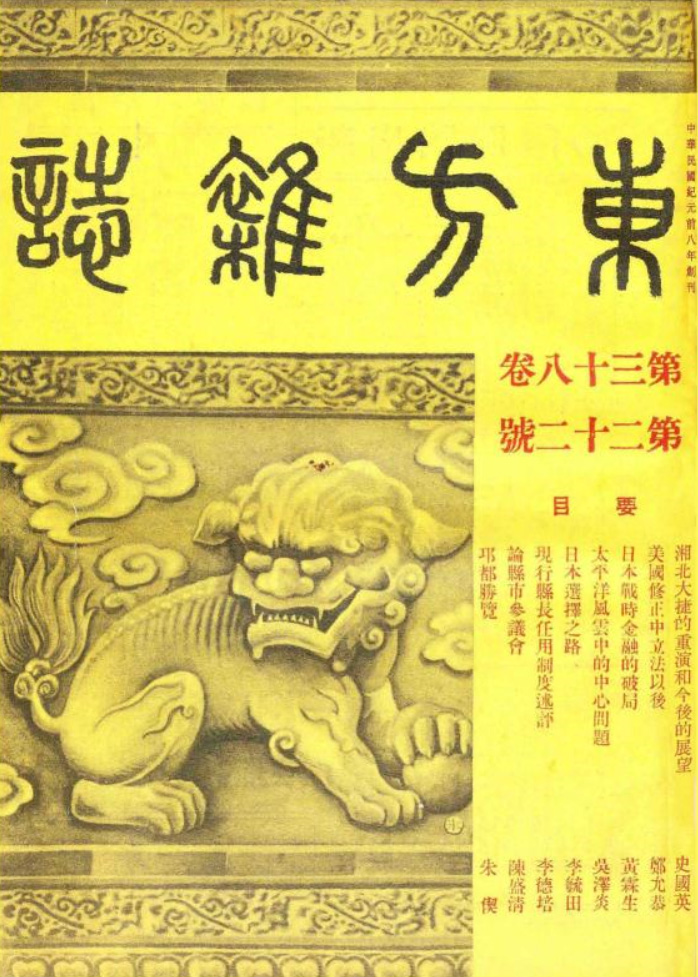 東方雜誌
中華民國紀元前八年創刊
第三十八卷
第二十二號
要目
湘北大捷的重演和今後的展望 史國英
美國修正中立法以後 鄭允恭
日本戰時金融的破局 黃霖生
太平洋風雲中的中心問題 吳澤炎
日本選擇之路 李毓田
現行縣長任用制度述評 李德培
論縣市參議會 陳盛清
邛都勝覽 朱偰